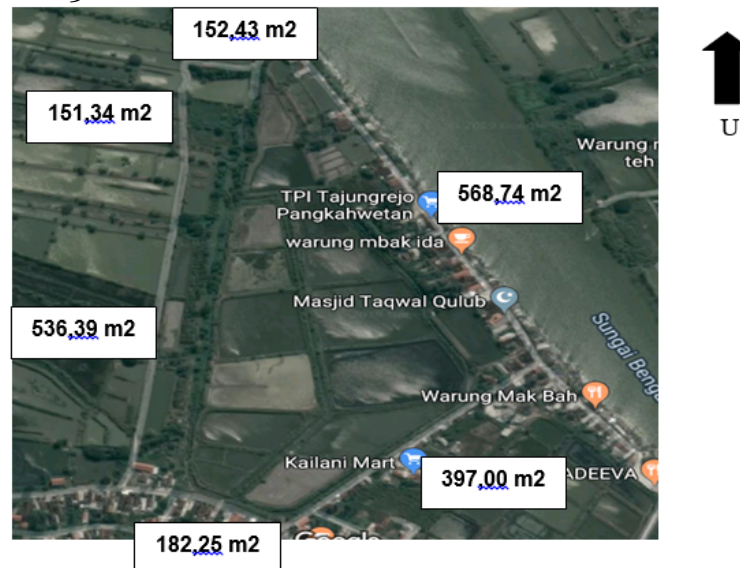 152,43 m2
151,34 m2
U
Warung
teh
TPI Tajungrejo
Pangkahwetan
568,74 m2
warung mbak ida
Masjid Taqwal Qulub
536,39 m2
Sungai Benga
Warung Mak Bah
Kailani Mart
397,00 m2
ADEEVA
182,25 m2
Google